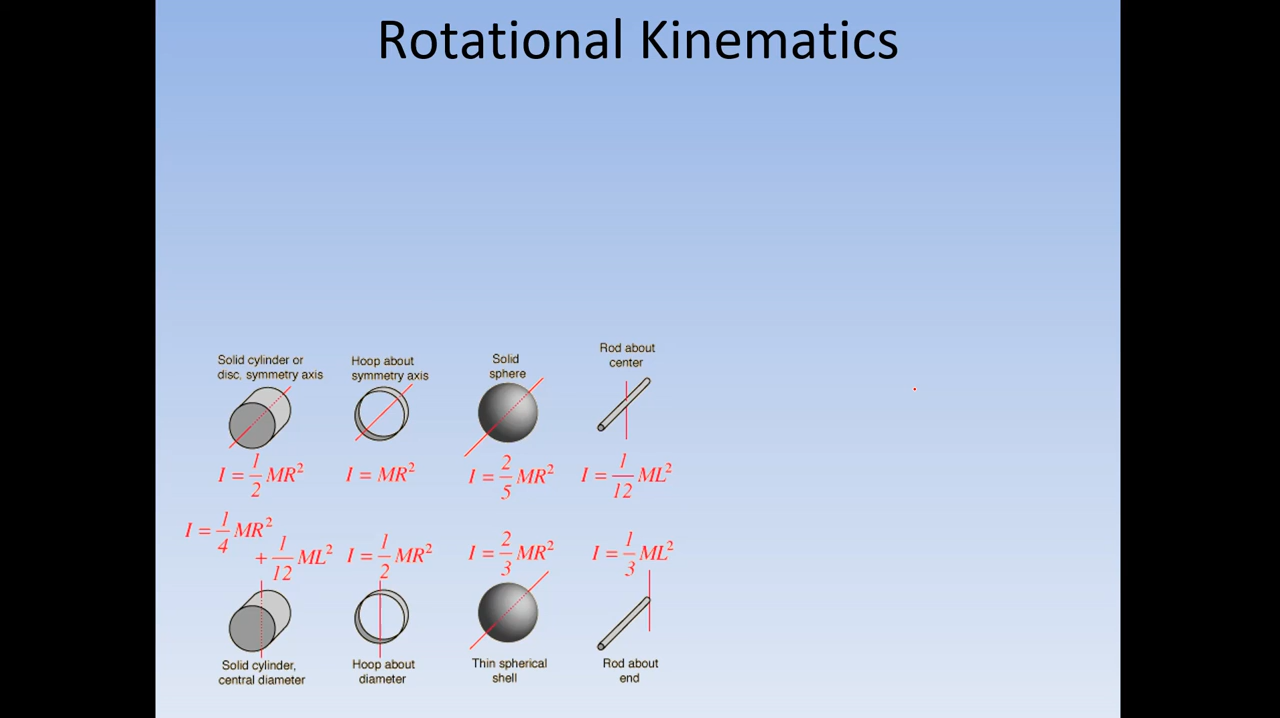 Rotational Kinematics
Solid cylinder or
disc, symmetry axis
Hoop about
symmetry axis
Solid
sphere
Rod about
center
I = 1/2 MR²
I = MR²
I = 2/5 MR²
I = 1/12 ML²
I = 1/4 MR²
+ 1/12 ML²
I = 1/2 MR²
I = 2/3 MR²
I = 1/3 ML²
Solid cylinder,
central diameter
Hoop about
diameter
Thin spherical
shell
Rod about
end